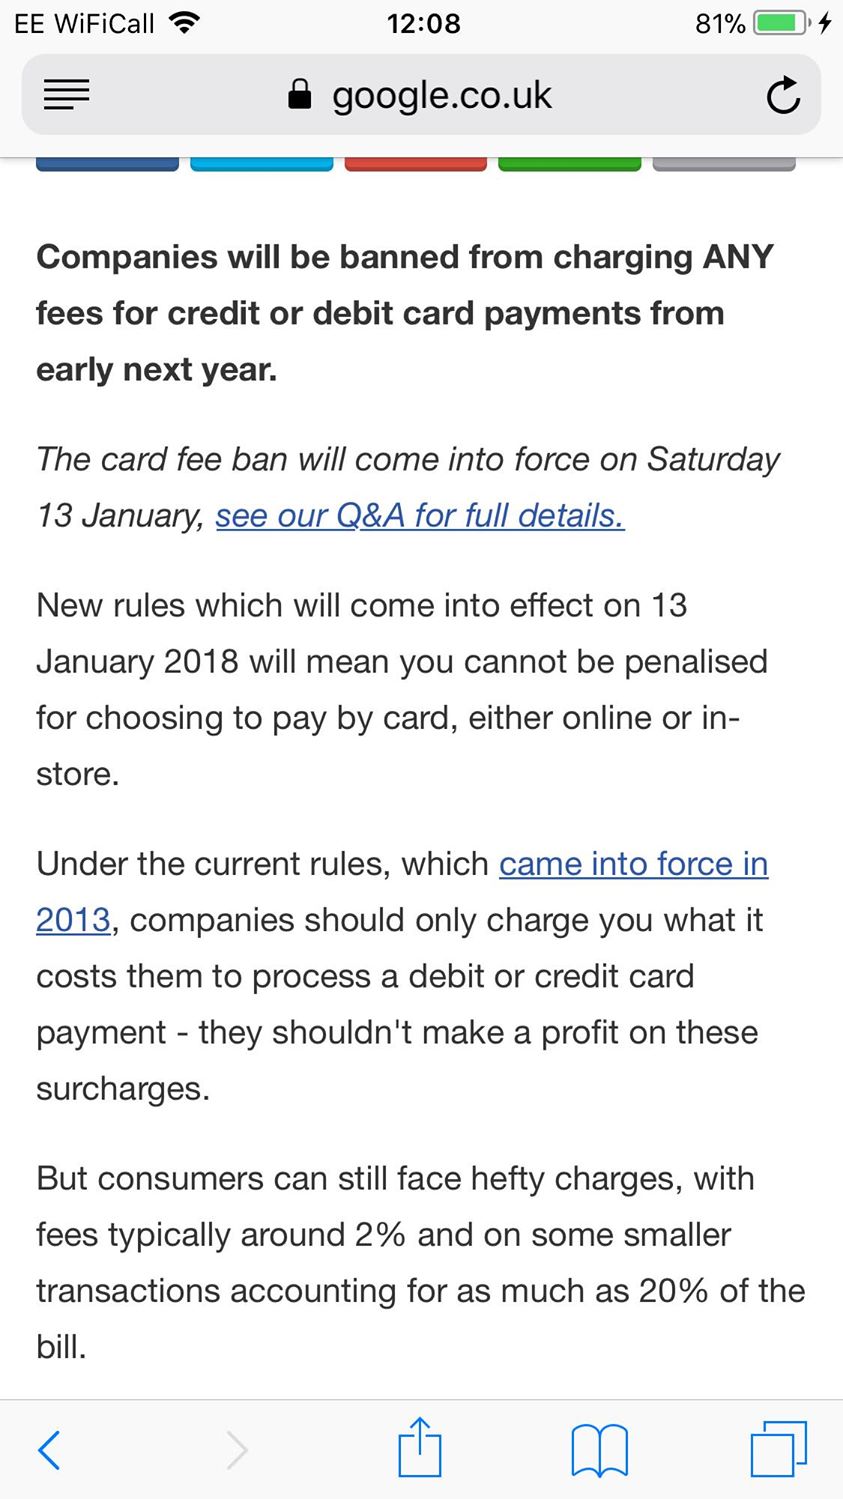 EE WiFiCall 12:08 81%
google.co.uk
Companies will be banned from charging ANY
fees for credit or debit card payments from
early next year.
The card fee ban will come into force on Saturday
13 January, see our Q&A for full details.
New rules which will come into effect on 13
January 2018 will mean you cannot be penalised
for choosing to pay by card, either online or in-
store.
Under the current rules, which came into force in
2013, companies should only charge you what it
costs them to process a debit or credit card
payment - they shouldn't make a profit on these
surcharges.
But consumers can still face hefty charges, with
fees typically around 2% and on some smaller
transactions accounting for as much as 20% of the
bill.